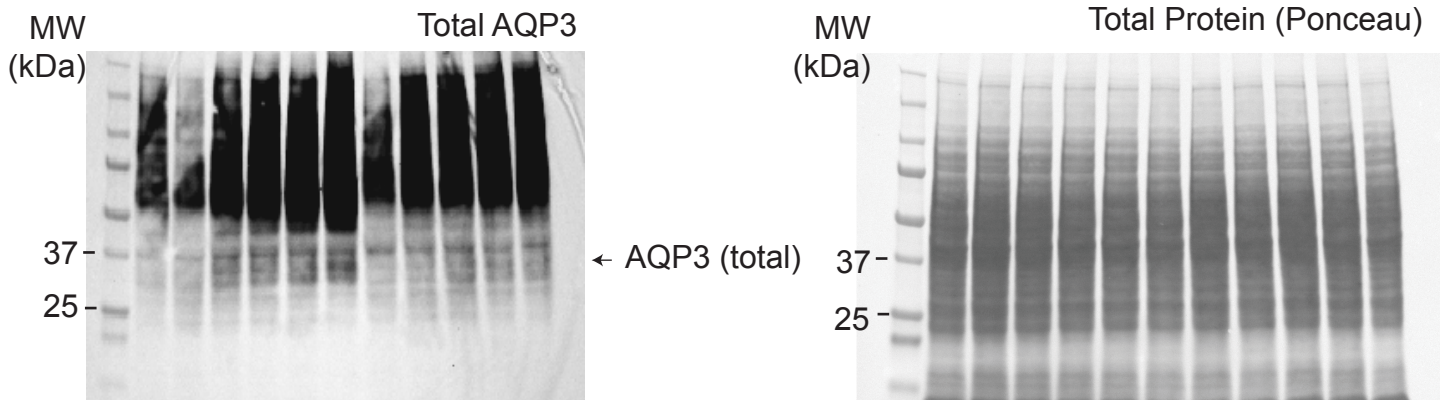 MW
(kDa)
Total AQP3
37
25
← AQP3 (total)
MW
(kDa)
Total Protein (Ponceau)
37
25